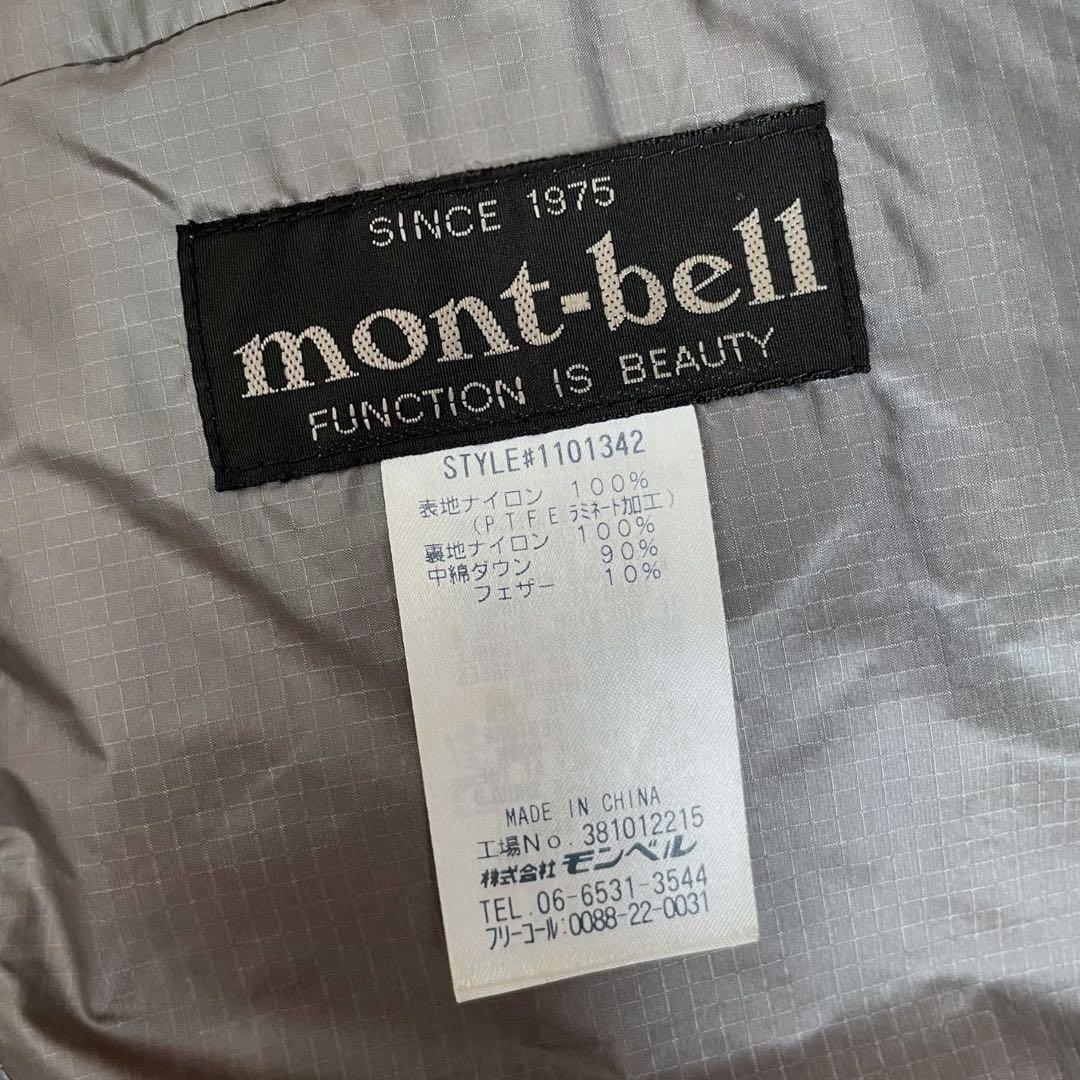 SINCE 1975
mont-bell
FUNCTION IS BEAUTY
STYLE#1101342
表地ナイロン 100%
(PTFEラミネート加工)
裏地ナイロン 100%
中綿ダウン 90%
フェザー 10%
MADE IN CHINA
工場No.381012215
株式会社モンベル
TEL.06-6531-3544
フリーコール:0088-22-0031